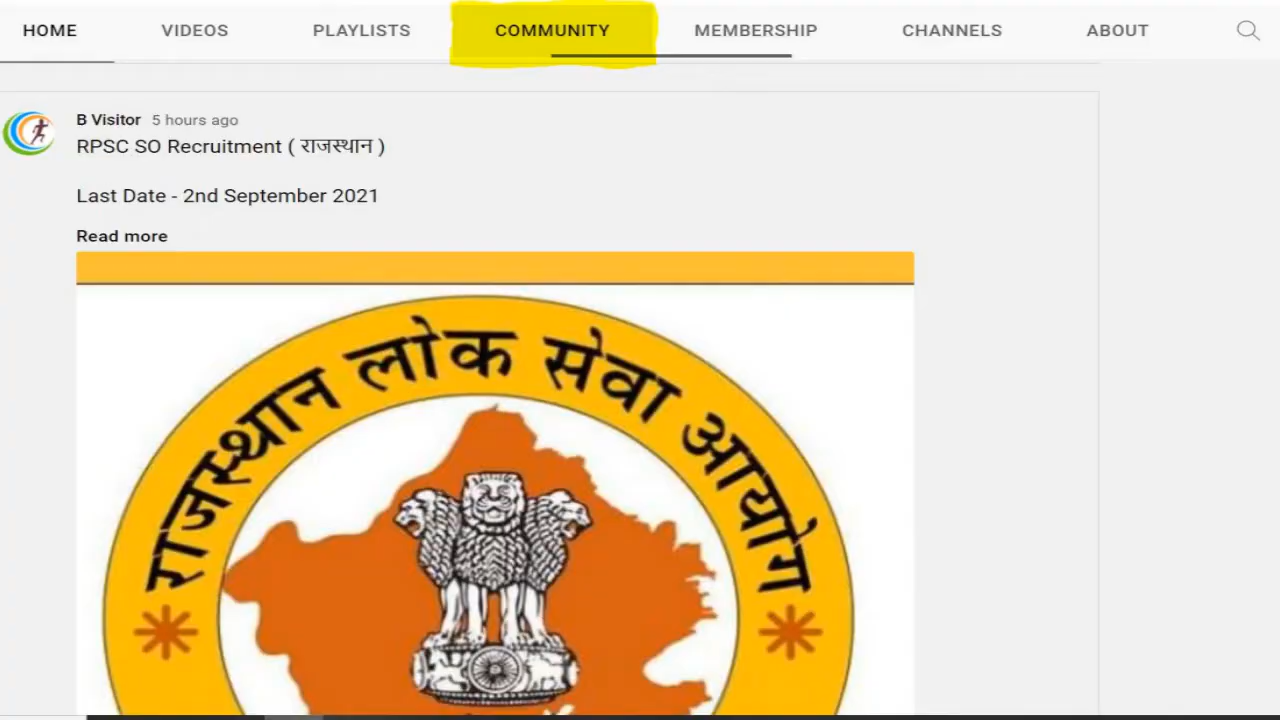 HOME VIDEOS PLAYLISTS COMMUNITY MEMBERSHIP CHANNELS ABOUT
B Visitor 5 hours ago
RPSC SO Recruitment ( राजस्थान )
Last Date - 2nd September 2021
Read more
राजस्थान लोक सेवा आयोग